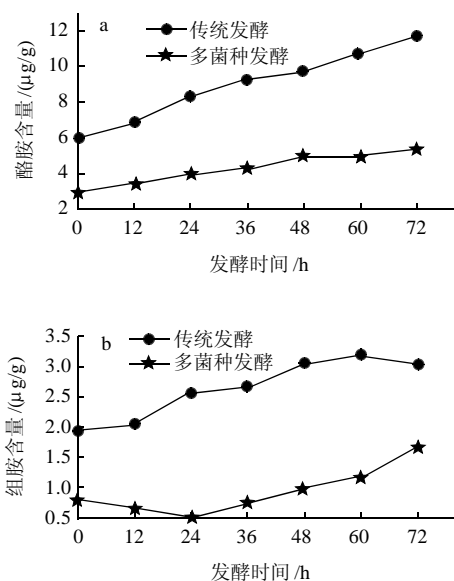 a
传统发酵
多菌种发酵
酪胺含量/(μg/g)
12
10
8
6
4
2
0 12 24 36 48 60 72
发酵时间/h
b
传统发酵
多菌种发酵
组胺含量/(μg/g)
3.5
3.0
2.5
2.0
1.5
1.0
0.5
0 12 24 36 48 60 72
发酵时间/h